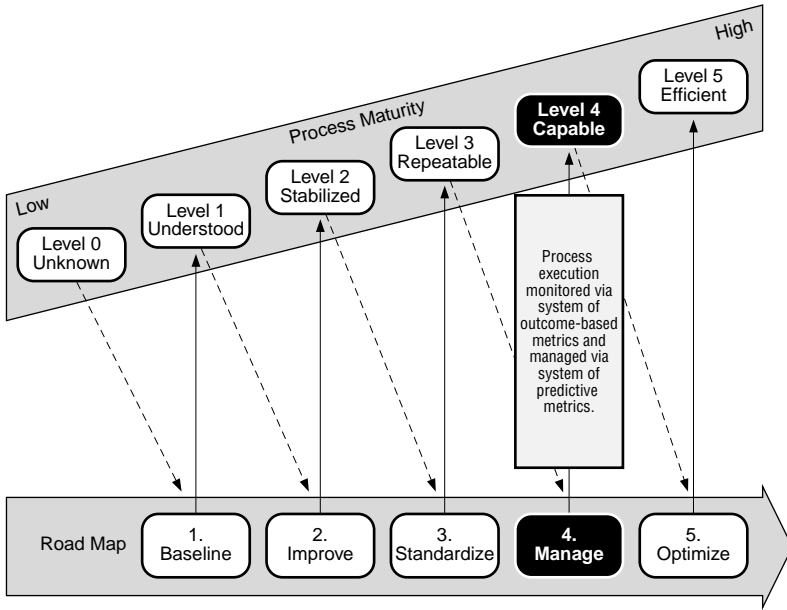 High
Level 5
Efficient
Level 4
Capable
Process Maturity
Level 3
Repeatable
Level 2
Stabilized
Low
Level 1
Understood
Level 0
Unknown
Process
execution
monitored via
system of
outcome-based
metrics and
managed via
system of
predictive
metrics.
Road Map
1.
Baseline
2.
Improve
3.
Standardize
4.
Manage
5.
Optimize